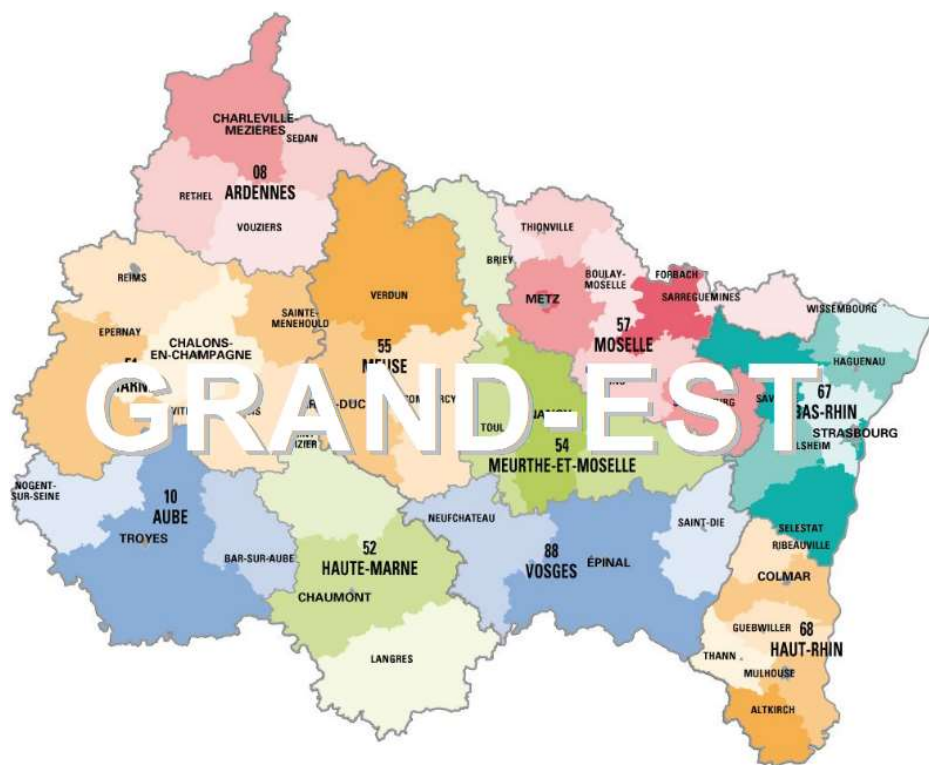 CHARLEVILLE-
MEZIERES
SEDAN
08
ARDENNES
RETHEL
VOUZIERS
THIONVILLE
BRIEY
BOULAY-
MOSELLE
FORBACH
SARREGUEMINES
METZ
57
MOSELLE
WISSEMBOURG
HAGUENAU
REIMS
VERDUN
SAINTE-
MENEHOULD
EPERNAY
CHALONS-
EN-CHAMPAGNE
55
MEUSE
GRAND-EST
67
BAS-RHIN
STRASBOURG
TOUL
54
MEURTHE-ET-MOSELLE
NOGENT-
SUR-SEINE
10
AUBE
TROYES
BAR-SUR-AUBE
52
HAUTE-MARNE
CHAUMONT
LANGRES
NEUFCHATEAU
88
VOSGES
ÉPINAL
SAINT-DIE
SELESTAT
RIBEAUVILLE
COLMAR
GUEBWILLER
68
HAUT-RHIN
THANN
MULHOUSE
ALTKIRCH